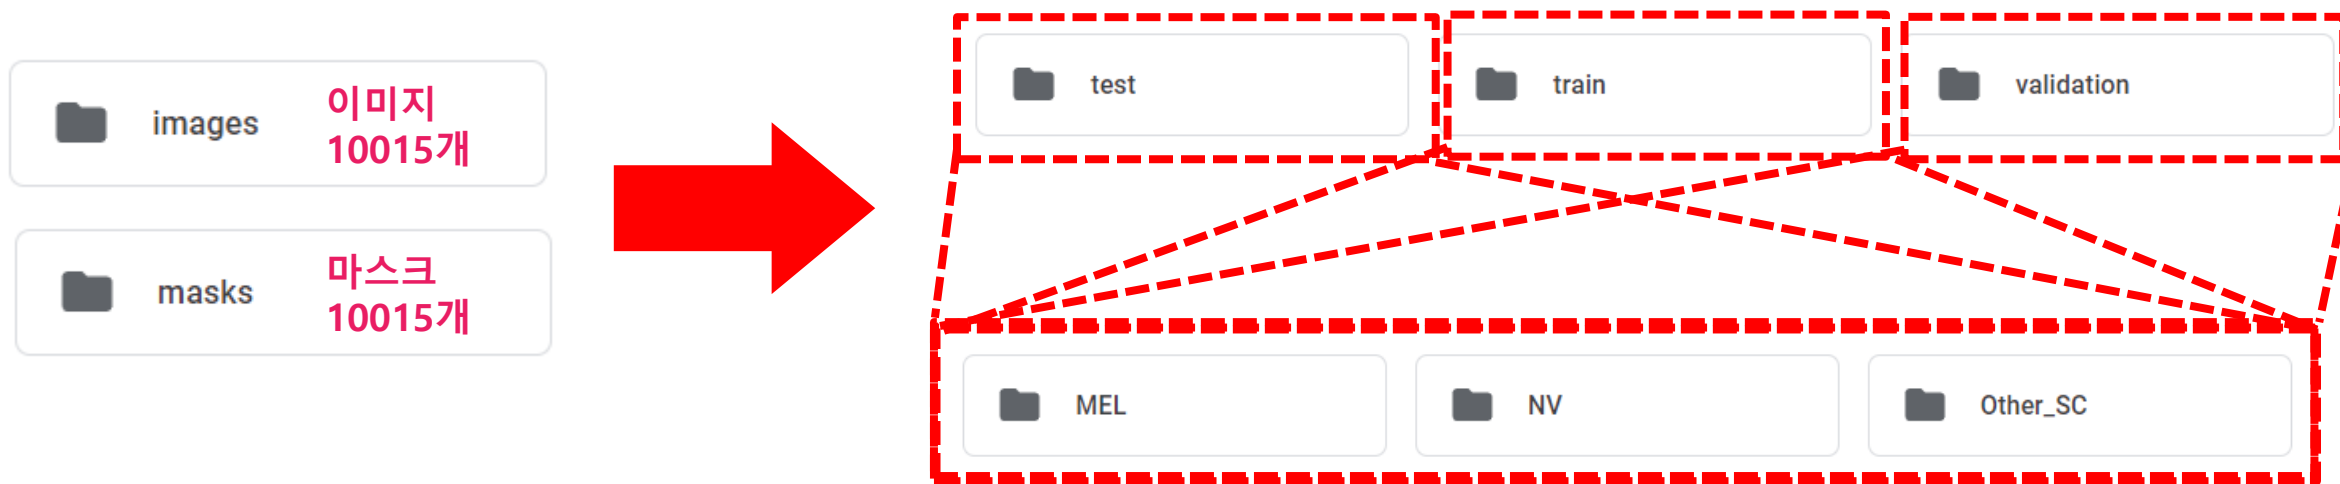 images
이미지
10015개
masks
마스크
10015개
test
train
validation
MEL
NV
Other_SC